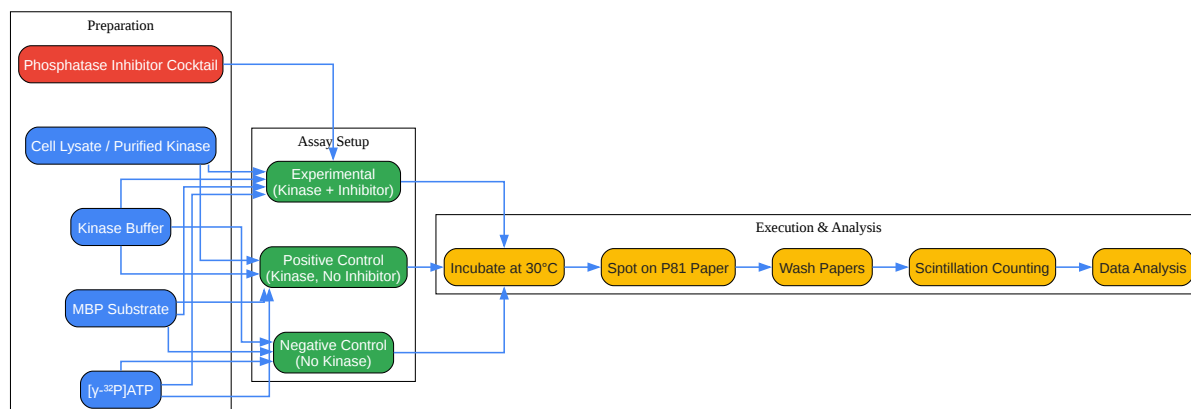 Preparation
Phosphatase Inhibitor Cocktail
Cell Lysate / Purified Kinase
Kinase Buffer
MBP Substrate
[γ-³²P]ATP
Assay Setup
Experimental
(Kinase + Inhibitor)
Positive Control
(Kinase, No Inhibitor)
Negative Control
(No Kinase)
Execution & Analysis
Incubate at 30°C
Spot on P81 Paper
Wash Papers
Scintillation Counting
Data Analysis